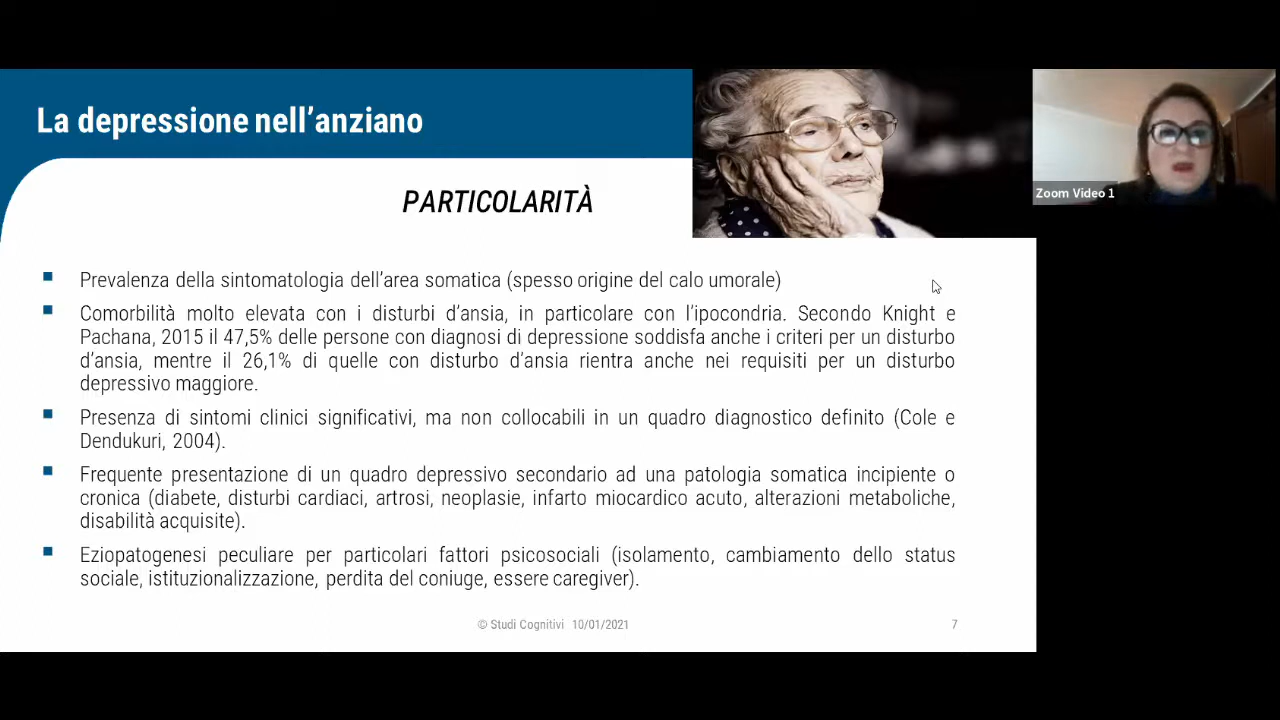 La depressione nell'anziano
Zoom Video 1
PARTICOLARITÀ
Prevalenza della sintomatologia dell'area somatica (spesso origine del calo umorale)
Comorbilità molto elevata con i disturbi d'ansia, in particolare con l'ipocondria. Secondo Knight e
Pachana, 2015 il 47,5% delle persone con diagnosi di depressione soddisfa anche i criteri per un disturbo
d'ansia, mentre il 26,1% di quelle con disturbo d'ansia rientra anche nei requisiti per un disturbo
depressivo maggiore.
Presenza di sintomi clinici significativi, ma non collocabili in un quadro diagnostico definito (Cole e
Dendukuri, 2004).
Frequente presentazione di un quadro depressivo secondario ad una patologia somatica incipiente o
cronica (diabete, disturbi cardiaci, artrosi, neoplasie, infarto miocardico acuto, alterazioni metaboliche,
disabilità acquisite).
Eziopatogenesi peculiare per particolari fattori psicosociali (isolamento, cambiamento dello status
sociale, istituzionalizzazione, perdita del coniuge, essere caregiver).
© Studi Cognitivi 10/01/2021
7